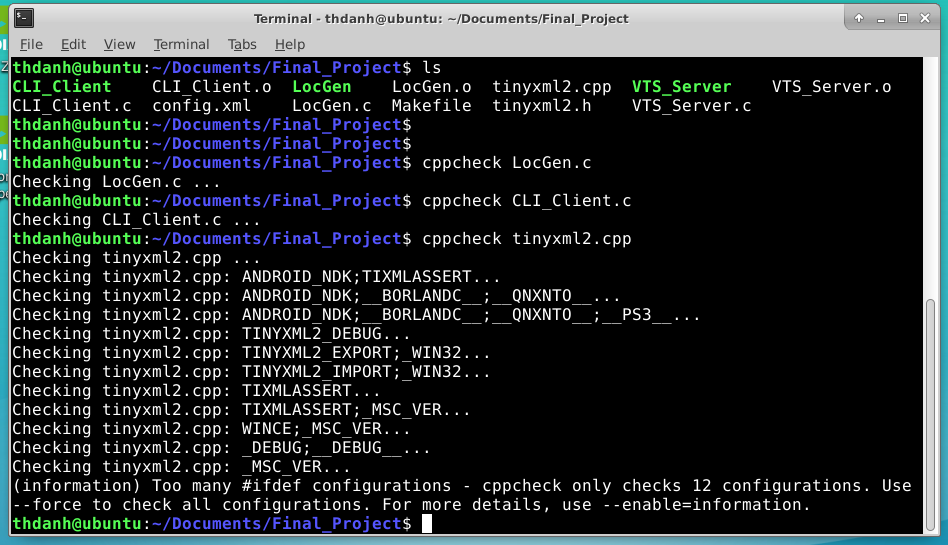 Terminal - thdanh@ubuntu: ~/Documents/Final_Project
File Edit View Terminal Tabs Help
thdanh@ubuntu:~/Documents/Final_Project$ ls
CLI_Client CLI_Client.o LocGen LocGen.o tinyxml2.cpp VTS_Server VTS_Server.o
CLI_Client.c config.xml LocGen.c Makefile tinyxml2.h VTS_Server.c
thdanh@ubuntu:~/Documents/Final_Project$
thdanh@ubuntu:~/Documents/Final_Project$
thdanh@ubuntu:~/Documents/Final_Project$ cppcheck LocGen.c
Checking LocGen.c ...
thdanh@ubuntu:~/Documents/Final_Project$ cppcheck CLI_Client.c
Checking CLI_Client.c ...
thdanh@ubuntu:~/Documents/Final_Project$ cppcheck tinyxml2.cpp
Checking tinyxml2.cpp ...
Checking tinyxml2.cpp: ANDROID_NDK;TIXMLASSERT...
Checking tinyxml2.cpp: ANDROID_NDK;__BORLANDC__;__QNXNTO__...
Checking tinyxml2.cpp: ANDROID_NDK;__BORLANDC__;__QNXNTO__;__PS3__...
Checking tinyxml2.cpp: TINYXML2_DEBUG...
Checking tinyxml2.cpp: TINYXML2_EXPORT;_WIN32...
Checking tinyxml2.cpp: TINYXML2_IMPORT;_WIN32...
Checking tinyxml2.cpp: TIXMLASSERT...
Checking tinyxml2.cpp: TIXMLASSERT;_MSC_VER...
Checking tinyxml2.cpp: WINCE;_MSC_VER...
Checking tinyxml2.cpp: _DEBUG;__DEBUG__...
Checking tinyxml2.cpp: _MSC_VER...
(information) Too many #ifdef configurations - cppcheck only checks 12 configurations. Use
--force to check all configurations. For more details, use --enable=information.
thdanh@ubuntu:~/Documents/Final_Project$